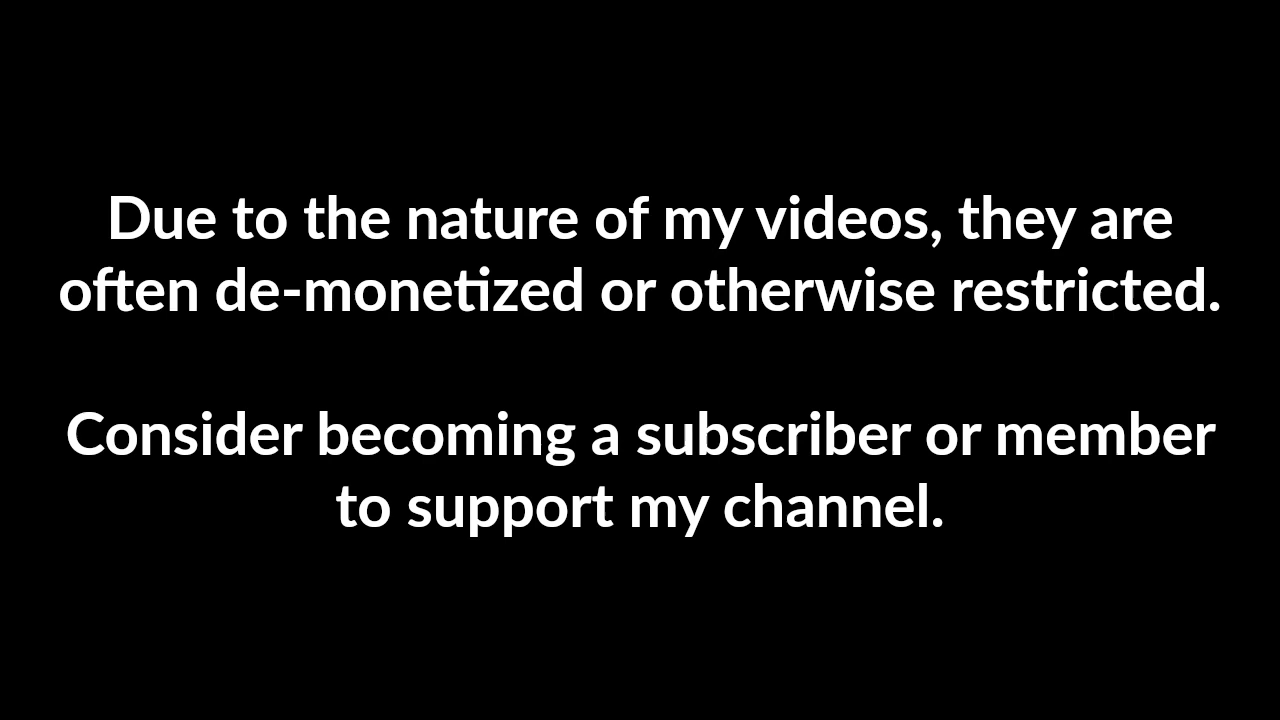 Due to the nature of my videos, they are
often de-monetized or otherwise restricted.
Consider becoming a subscriber or member
to support my channel.